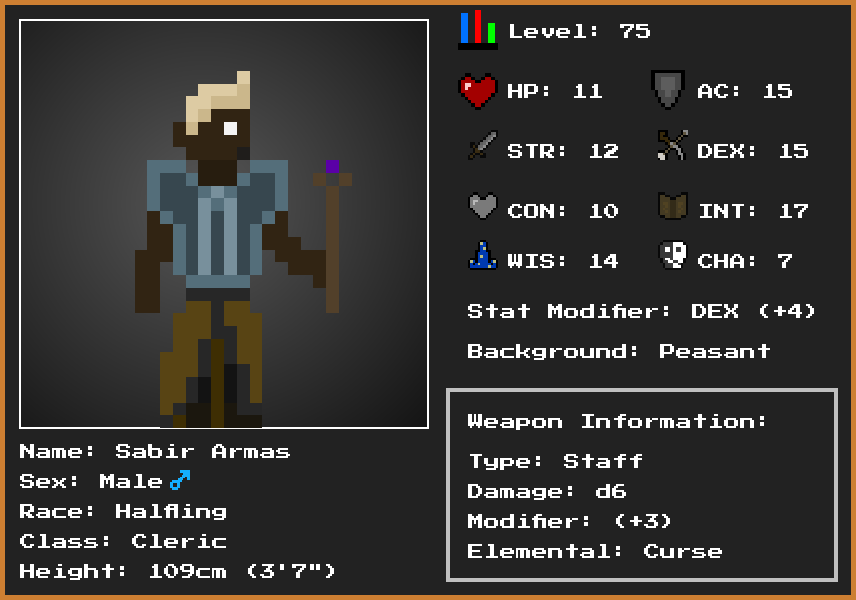 Level: 75
HP: 11 AC: 15
STR: 12 DEX: 15
CON: 10 INT: 17
WIS: 14 CHA: 7
Stat Modifier: DEX (+4)
Background: Peasant
Weapon Information:
Type: Staff
Damage: d6
Modifier: (+3)
Elemental: Curse
Name: Sabir Armas
Sex: Male♂
Race: Halfling
Class: Cleric
Height: 109cm (3'7")